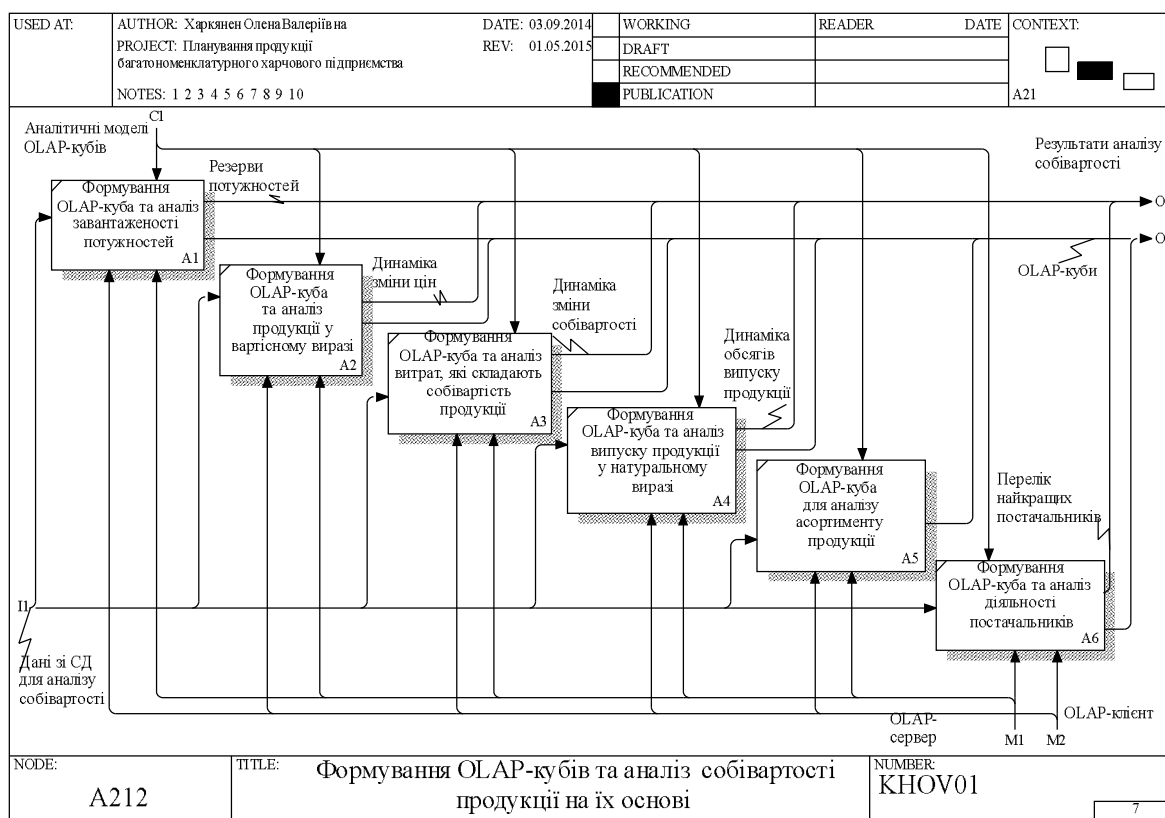 USED AT:
AUTHOR: Харкянен Олена Валеріївна
DATE: 03.09.2014
PROJECT: Планування продукції
багатономенклатурного харчового підприємства
REV: 01.05.2015
NOTES: 1 2 3 4 5 6 7 8 9 10
WORKING
DRAFT
RECOMMENDED
PUBLICATION
READER
DATE
CONTEXT:
A21
C1
Аналітичні моделі
OLAP-кубів
Резерви
потужностей
Результати аналізу
собівартості
Формування
OLAP-куба та аналіз
завантаженості
потужностей
A1
O
O
OLAP-куби
Формування
OLAP-куба
та аналіз
продукції у
вартісному виразі
A2
Динаміка
зміни цін
Динаміка
зміни
собівартості
Формування
OLAP-куба та аналіз
витрат, які складають
собівартість
продукції
A3
Динаміка
обсягів
випуску
продукції
Формування
OLAP-куба та аналіз
випуску продукції
у натуральному
виразі
A4
Формування
OLAP-куба
для аналізу
асортименту
продукції
A5
Перелік
найкращих
постачальників
Формування
OLAP-куба та аналіз
діяльності
постачальників
A6
I1
Дані зі СД
для аналізу
собівартості
OLAP-
сервер
OLAP-клієнт
M1
M2
NODE:
A212
TITLE:
Формування OLAP-кубів та аналіз собівартості
продукції на їх основі
NUMBER:
KHOV01
7